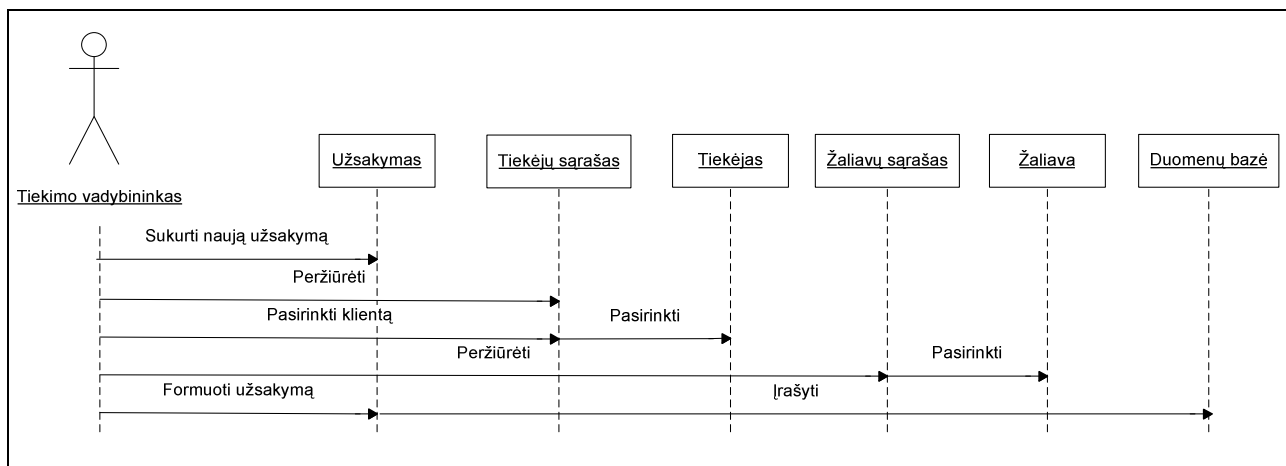 Užsakymas
Tiekėjų sąrašas
Tiekėjas
Žaliavų sąrašas
Žaliava
Duomenų bazė
Tiekimo vadybininkas
Sukurti naują užsakymą
Peržiūrėti
Pasirinkti klientą
Pasirinkti
Peržiūrėti
Pasirinkti
Formuoti užsakymą
Įrašyti